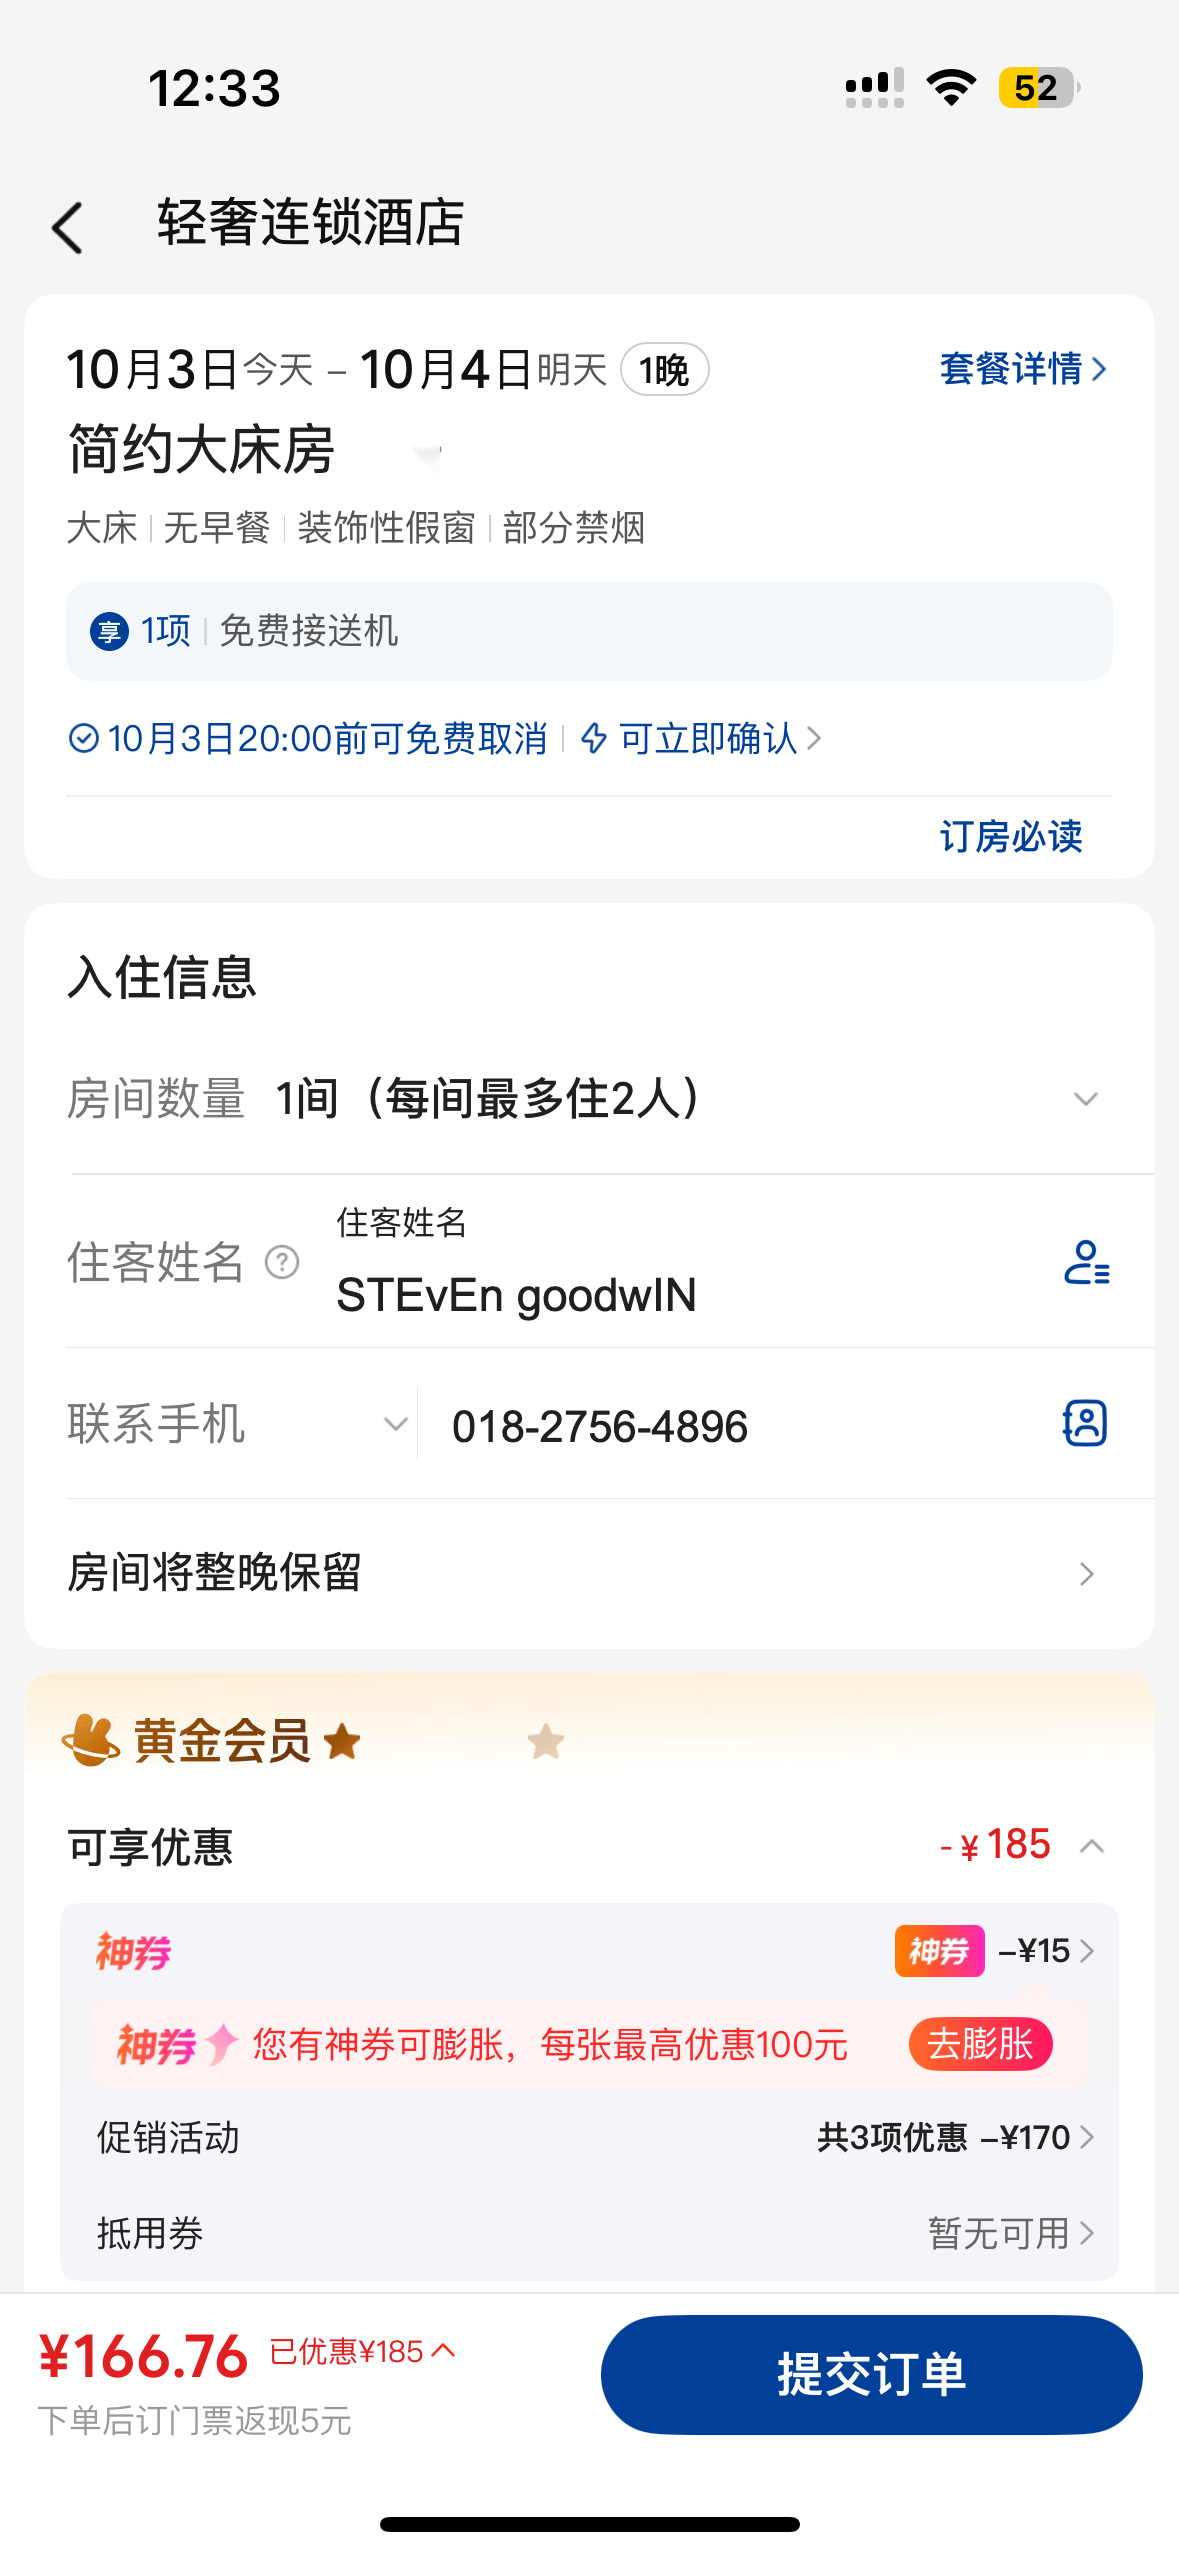 12:33
52
轻奢连锁酒店
10月3日今天 – 10月4日明天 1晚 套餐详情
简约大床房
大床 无早餐 装饰性假窗 部分禁烟
享 1项 免费接送机
10月3日20:00前可免费取消 可立即确认
订房必读
入住信息
房间数量 1间（每间最多住2人）
住客姓名
住客姓名 ?
STEvEn goodwIN
联系手机 018-2756-4896
房间将整晚保留
黄金会员
可享优惠 -¥185
神券 神券 –¥15
神券 您有神券可膨胀，每张最高优惠100元 去膨胀
促销活动 共3项优惠 –¥170
抵用券 暂无可用
¥166.76 已优惠¥185 提交订单
下单后订门票返现5元